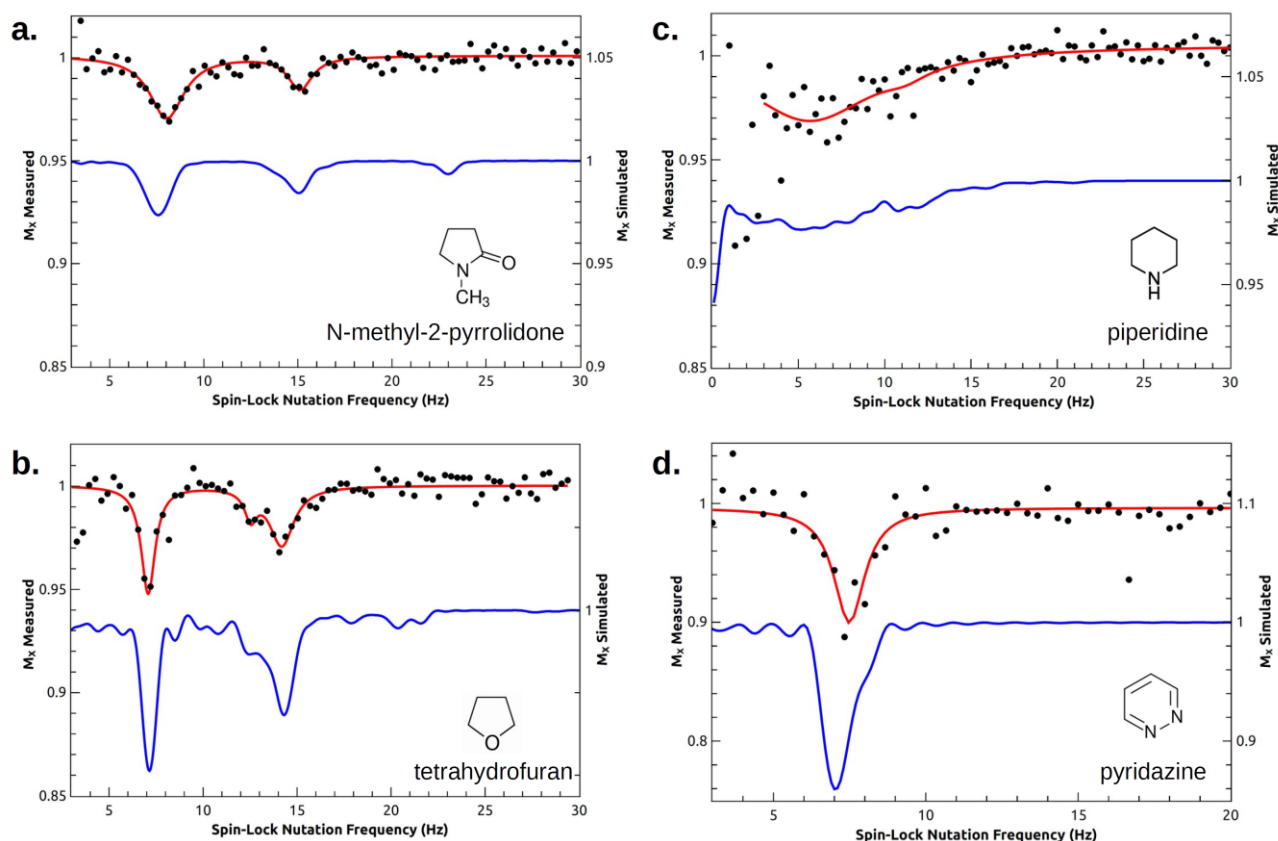 a.
1
0.95
0.9
0.85
5
10
15
20
25
30
1.05
1
0.95
0.9
Mx Measured
Mx Simulated
Spin-Lock Nutation Frequency (Hz)
N
O
CH3
N-methyl-2-pyrrolidone
c.
1
0.95
0.9
0.85
0
5
10
15
20
25
30
1.05
1
0.95
Mx Measured
Mx Simulated
Spin-Lock Nutation Frequency (Hz)
N
H
piperidine
b.
1
0.95
0.9
0.85
5
10
15
20
25
30
1
Mx Measured
Mx Simulated
Spin-Lock Nutation Frequency (Hz)
O
tetrahydrofuran
d.
1
0.9
0.8
5
10
15
20
1.1
1
0.9
Mx Measured
Mx Simulated
Spin-Lock Nutation Frequency (Hz)
N
N
pyridazine